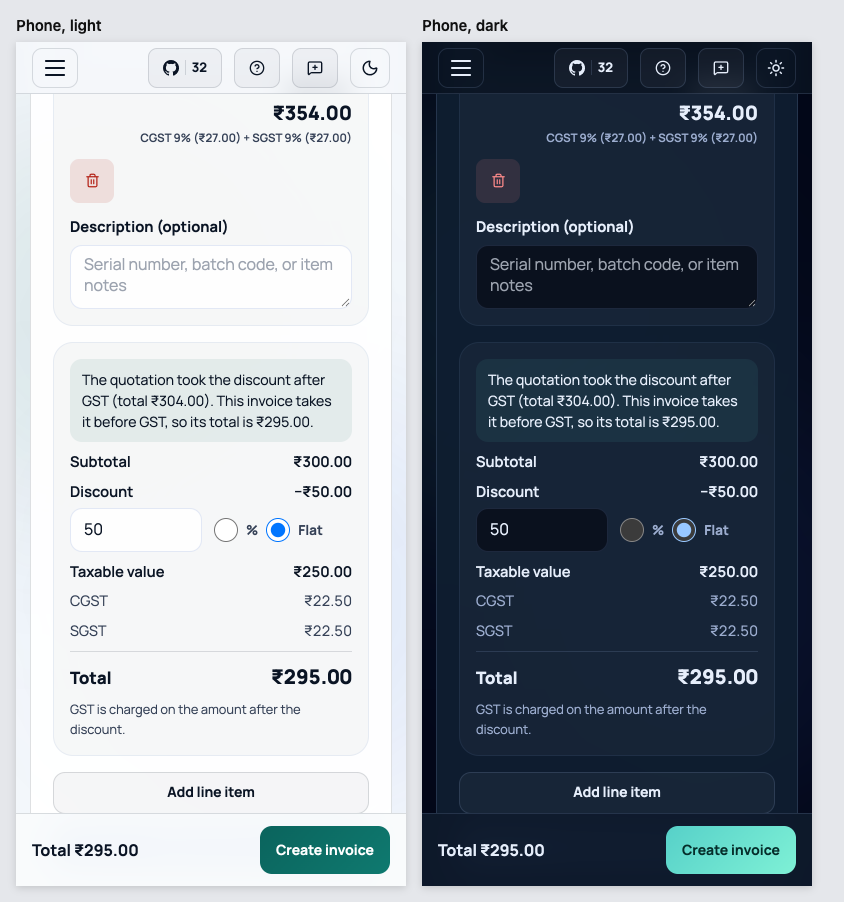 Phone, light
32
₹354.00
CGST 9% (₹27.00) + SGST 9% (₹27.00)
Description (optional)
Serial number, batch code, or item
notes
The quotation took the discount after
GST (total ₹304.00). This invoice takes
it before GST, so its total is ₹295.00.
Subtotal ₹300.00
Discount −₹50.00
50 % Flat
Taxable value ₹250.00
CGST ₹22.50
SGST ₹22.50
Total ₹295.00
GST is charged on the amount after the
discount.
Add line item
Total ₹295.00 Create invoice
Phone, dark
32
₹354.00
CGST 9% (₹27.00) + SGST 9% (₹27.00)
Description (optional)
Serial number, batch code, or item
notes
The quotation took the discount after
GST (total ₹304.00). This invoice takes
it before GST, so its total is ₹295.00.
Subtotal ₹300.00
Discount −₹50.00
50 % Flat
Taxable value ₹250.00
CGST ₹22.50
SGST ₹22.50
Total ₹295.00
GST is charged on the amount after the
discount.
Add line item
Total ₹295.00 Create invoice